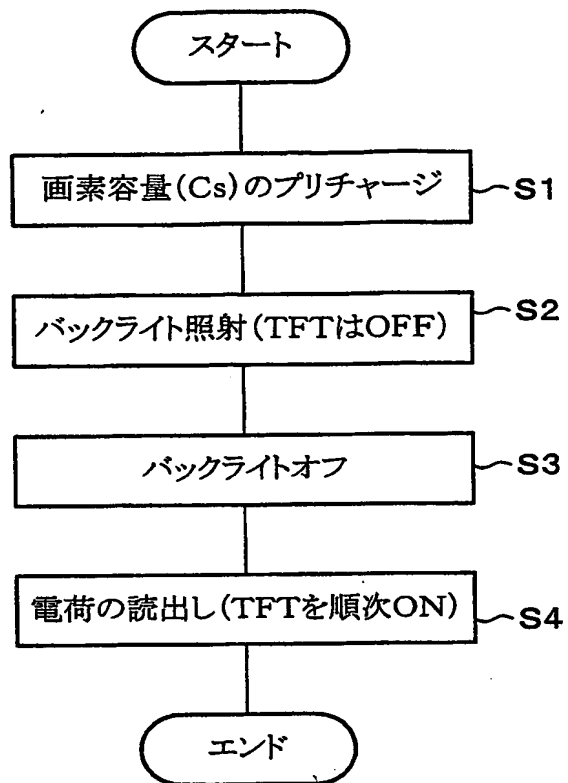 スタート
画素容量(Cs)のプリチャージ S1
バックライト照射(TFTはOFF) S2
バックライトオフ S3
電荷の読出し(TFTを順次ON) S4
エンド